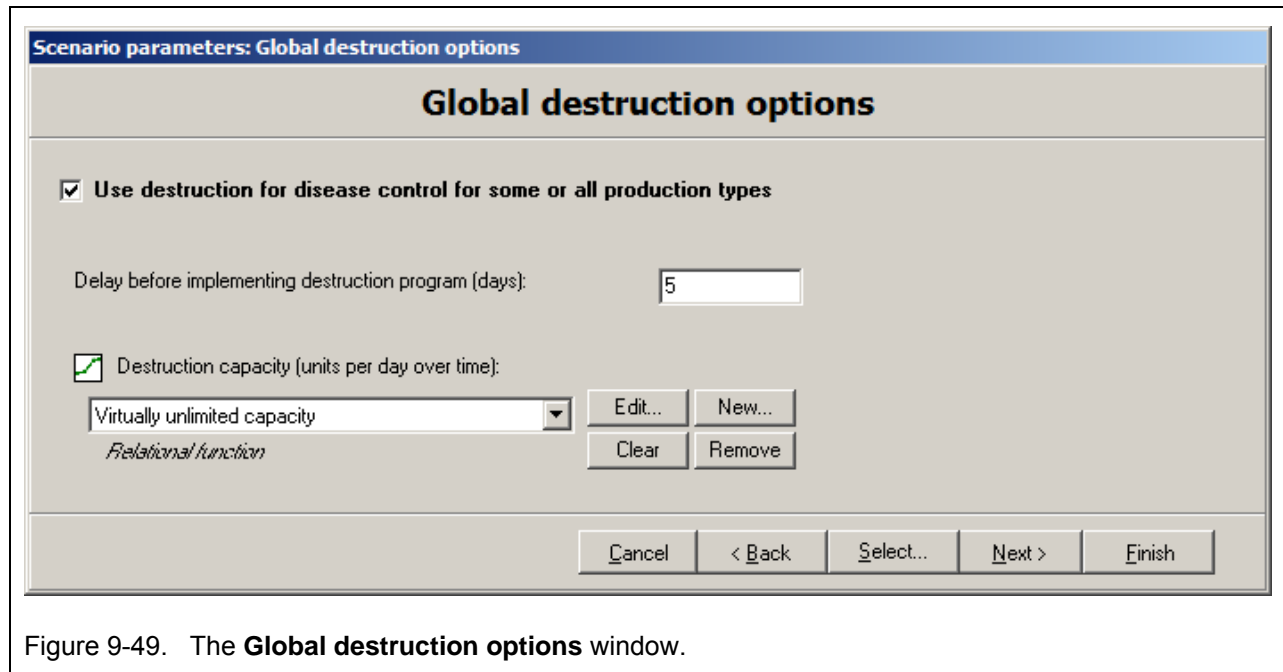 Scenario parameters: Global destruction options
Global destruction options
Use destruction for disease control for some or all production types
Delay before implementing destruction program (days):
5
Destruction capacity (units per day over time):
Virtually unlimited capacity
Edit... New...
Relational function
Clear Remove
Cancel < Back Select... Next > Finish
Figure 9-49. The Global destruction options window.